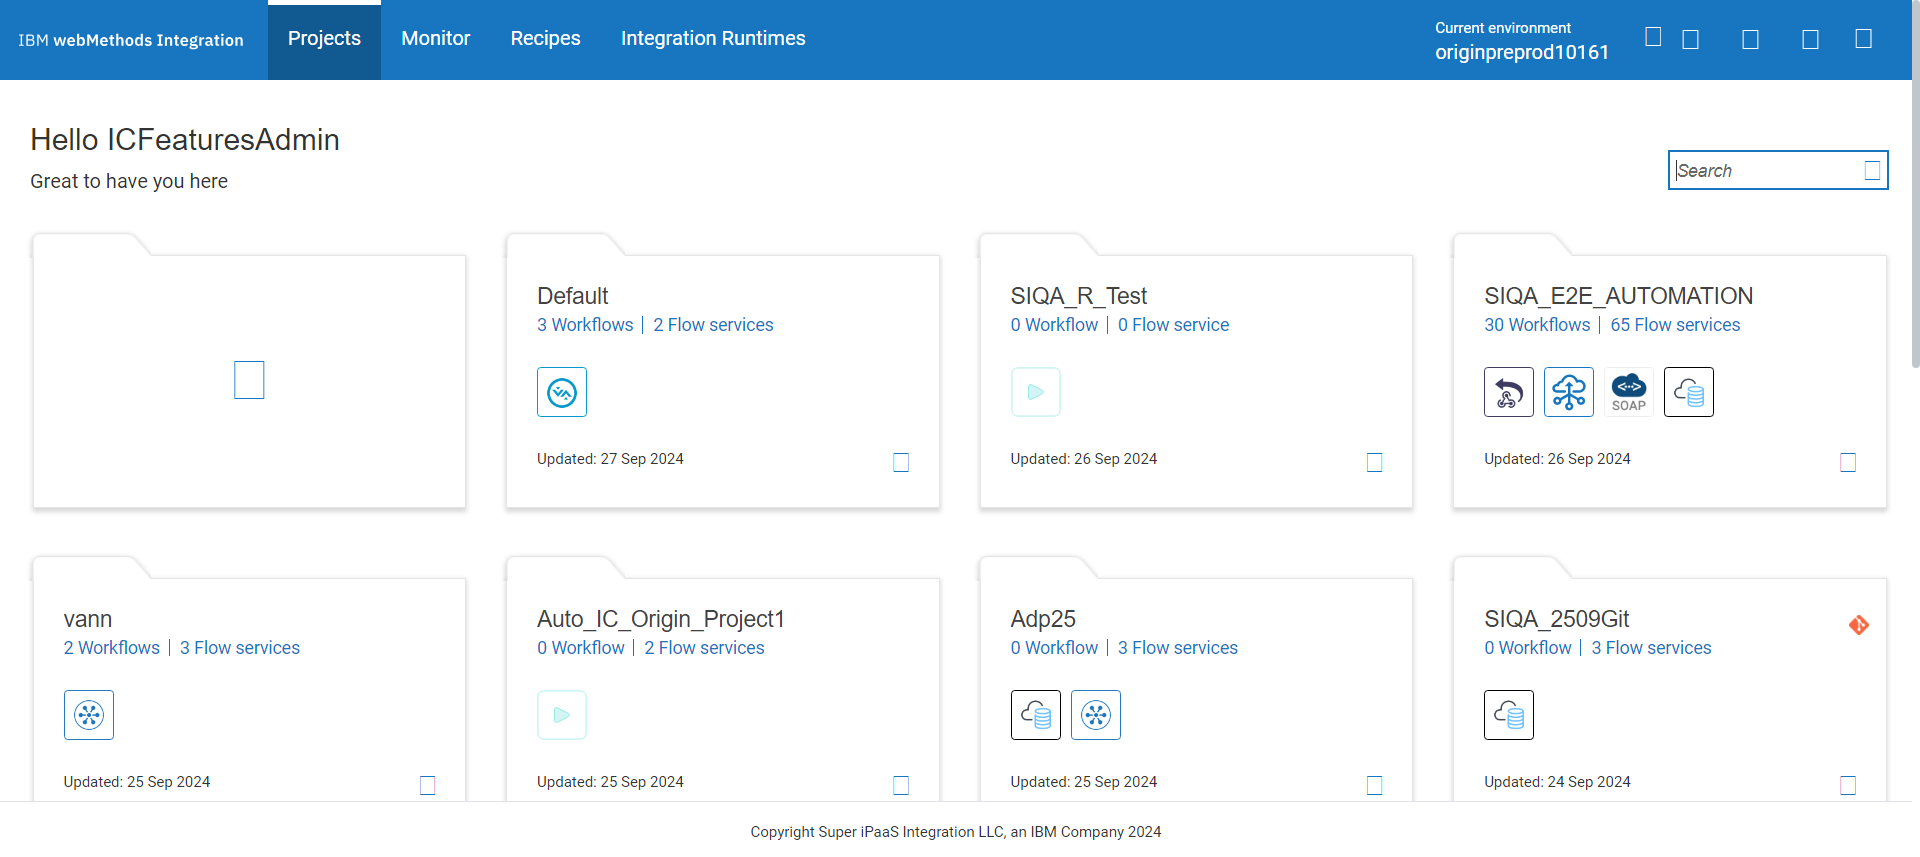 IBM webMethods Integration
Projects
Monitor
Recipes
Integration Runtimes
Current environment
originpreprod10161
Hello ICFeaturesAdmin
Great to have you here
Search
Default
3 Workflows | 2 Flow services
Updated: 27 Sep 2024
SIQA_R_Test
0 Workflow | 0 Flow service
Updated: 26 Sep 2024
SIQA_E2E_AUTOMATION
30 Workflows | 65 Flow services
SOAP
Updated: 26 Sep 2024
vann
2 Workflows | 3 Flow services
Updated: 25 Sep 2024
Auto_IC_Origin_Project1
0 Workflow | 2 Flow services
Updated: 25 Sep 2024
Adp25
0 Workflow | 3 Flow services
Updated: 25 Sep 2024
SIQA_2509Git
0 Workflow | 3 Flow services
Updated: 24 Sep 2024
Copyright Super iPaaS Integration LLC, an IBM Company 2024